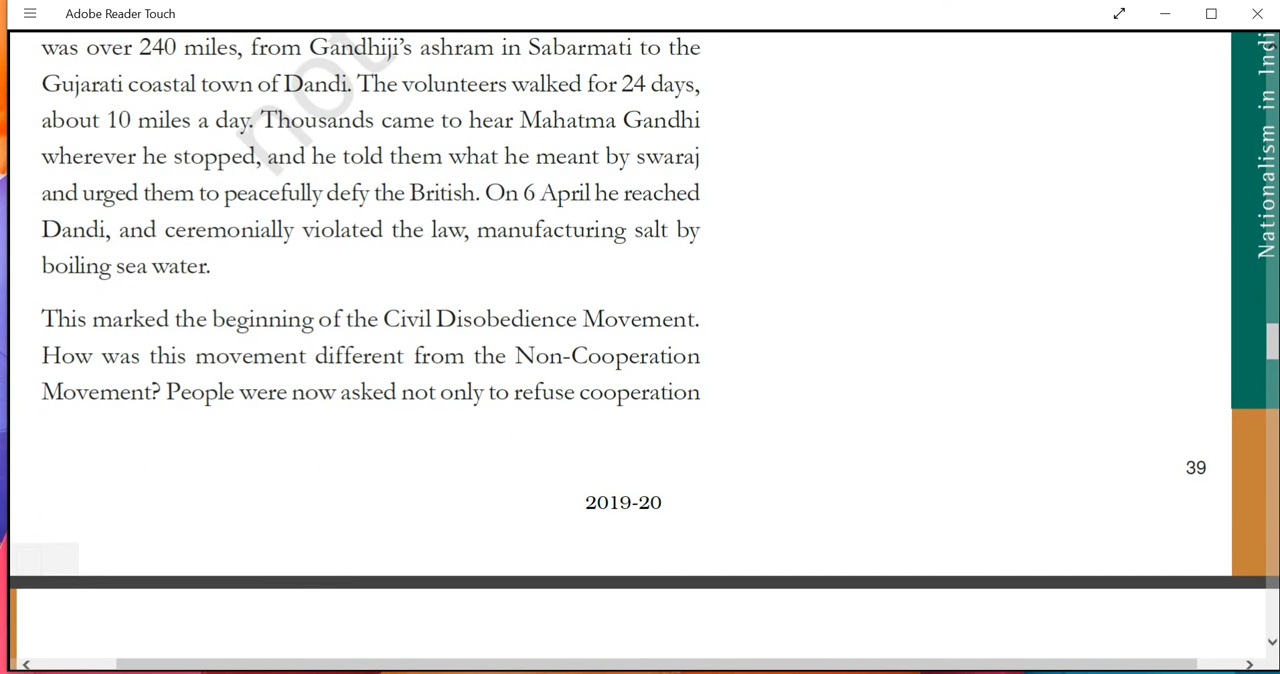 Adobe Reader Touch
was over 240 miles, from Gandhiji's ashram in Sabarmati to the
Gujarati coastal town of Dandi. The volunteers walked for 24 days,
about 10 miles a day. Thousands came to hear Mahatma Gandhi
wherever he stopped, and he told them what he meant by swaraj
and urged them to peacefully defy the British. On 6 April he reached
Dandi, and ceremonially violated the law, manufacturing salt by
boiling sea water.
This marked the beginning of the Civil Disobedience Movement.
How was this movement different from the Non-Cooperation
Movement? People were now asked not only to refuse cooperation
not
Nationalism in Indi
39
2019-20